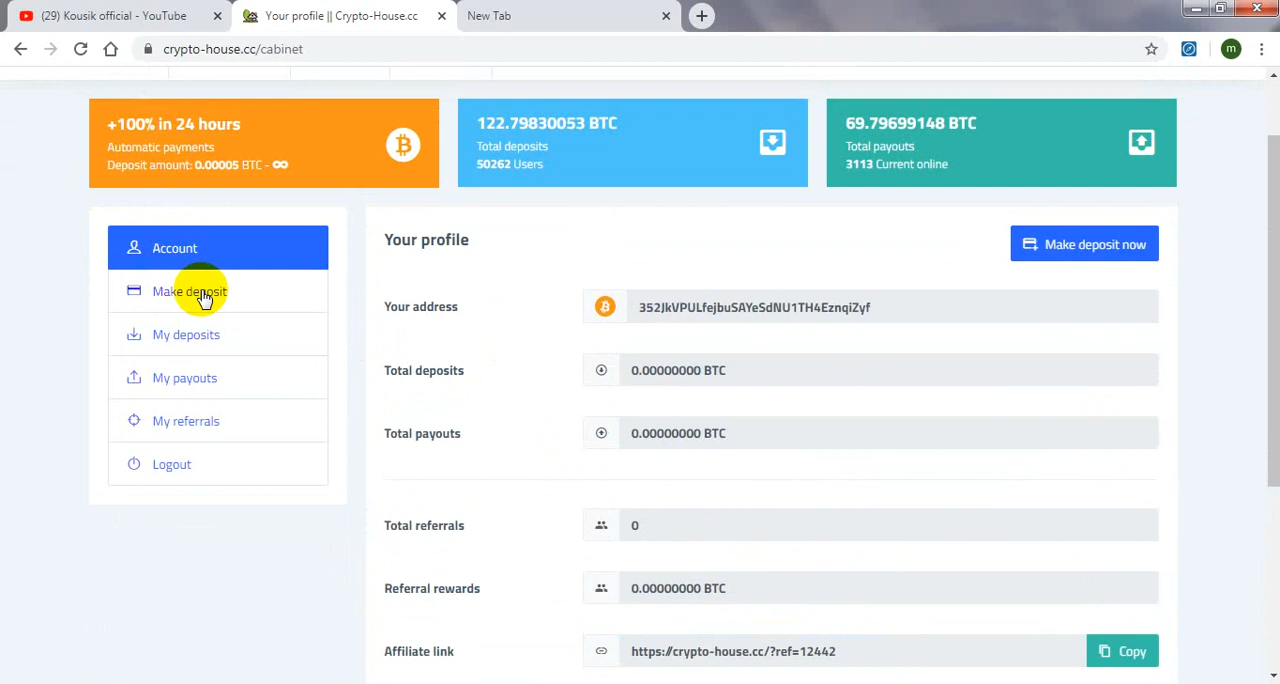 (29) Kousik official - YouTube
Your profile || Crypto-House.cc
New Tab
crypto-house.cc/cabinet
m
+100% in 24 hours
Automatic payments
Deposit amount: 0.00005 BTC - ∞
122.79830053 BTC
Total deposits
50262 Users
69.79699148 BTC
Total payouts
3113 Current online
Account
Make deposit
My deposits
My payouts
My referrals
Logout
Your profile
Make deposit now
Your address
352JkVPULfejbuSAYeSdNU1TH4EznqiZyf
Total deposits
0.00000000 BTC
Total payouts
0.00000000 BTC
Total referrals
0
Referral rewards
0.00000000 BTC
Affiliate link
https://crypto-house.cc/?ref=12442
Copy